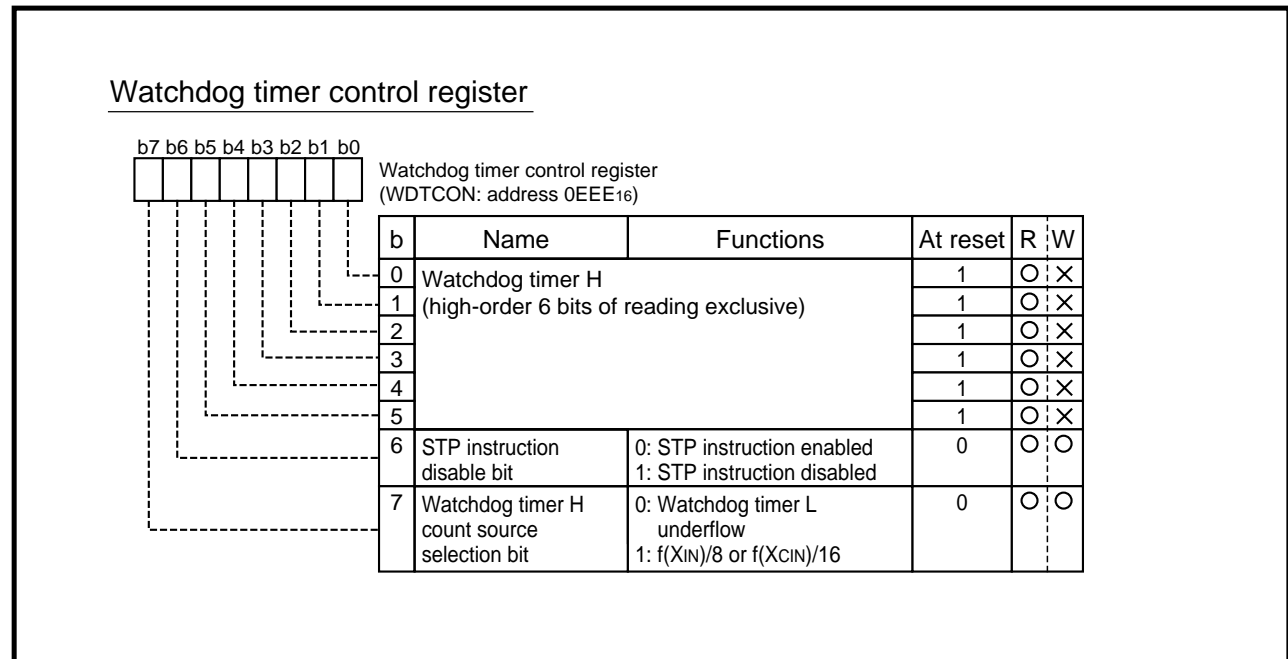 Watchdog timer control register
b7 b6 b5 b4 b3 b2 b1 b0
Watchdog timer control register
(WDTCON: address 0EEE16)
b Name Functions At reset R W
0 Watchdog timer H 1 O ×
1 (high-order 6 bits of reading exclusive) 1 O ×
2 1 O ×
3 1 O ×
4 1 O ×
5 1 O ×
6 STP instruction 0: STP instruction enabled 0 O O
disable bit 1: STP instruction disabled
7 Watchdog timer H 0: Watchdog timer L 0 O O
count source underflow
selection bit 1: f(XIN)/8 or f(XCIN)/16